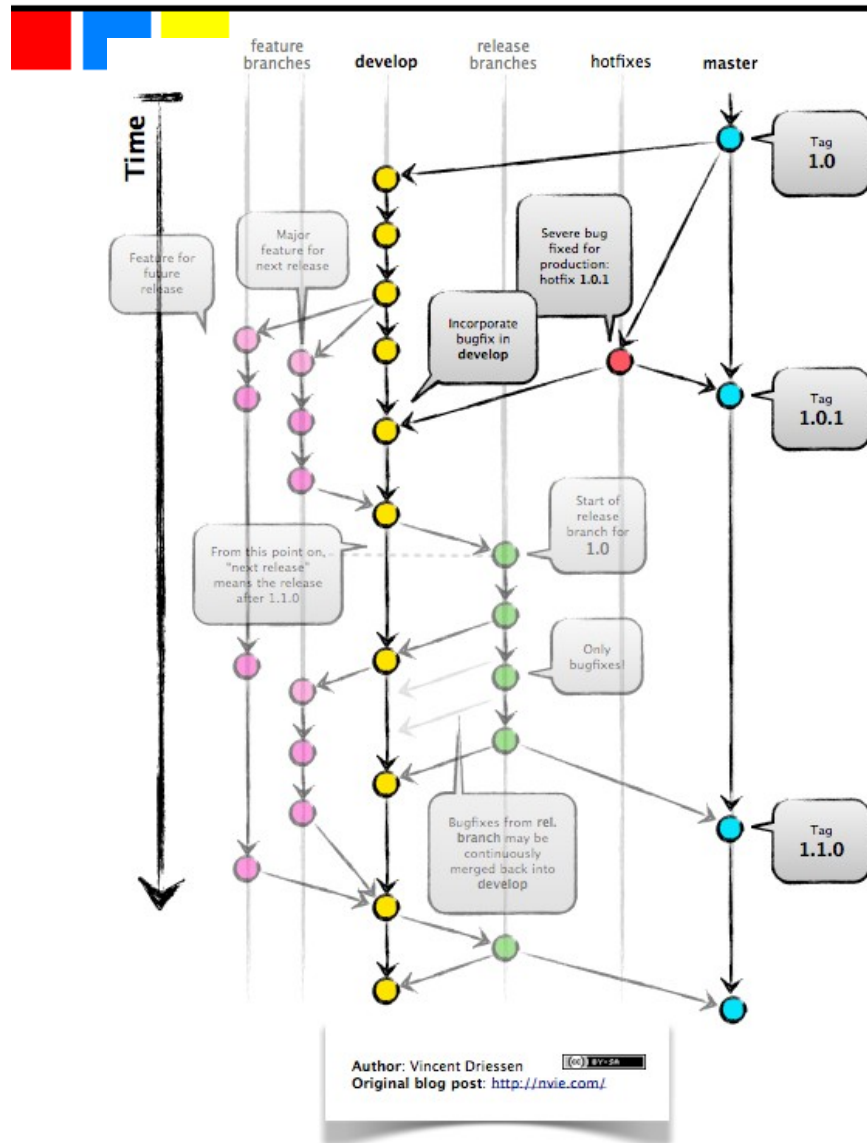 feature
branches
develop
release
branches
hotfixes
master
Time
Tag
1.0
Major
feature for
next release
Feature for
future
release
Severe bug
fixed for
production:
hotfix 1.0.1
Incorporate
bugfix in
develop
Tag
1.0.1
Start of
release
branch for
1.0
From this point on,
"next release"
means the release
after 1.1.0
Only
bugfixes!
Bugfixes from rel.
branch may be
continuously
merged back into
develop
Tag
1.1.0
Author: Vincent Driessen
(cc) BY-SA
Original blog post: http://nvie.com/